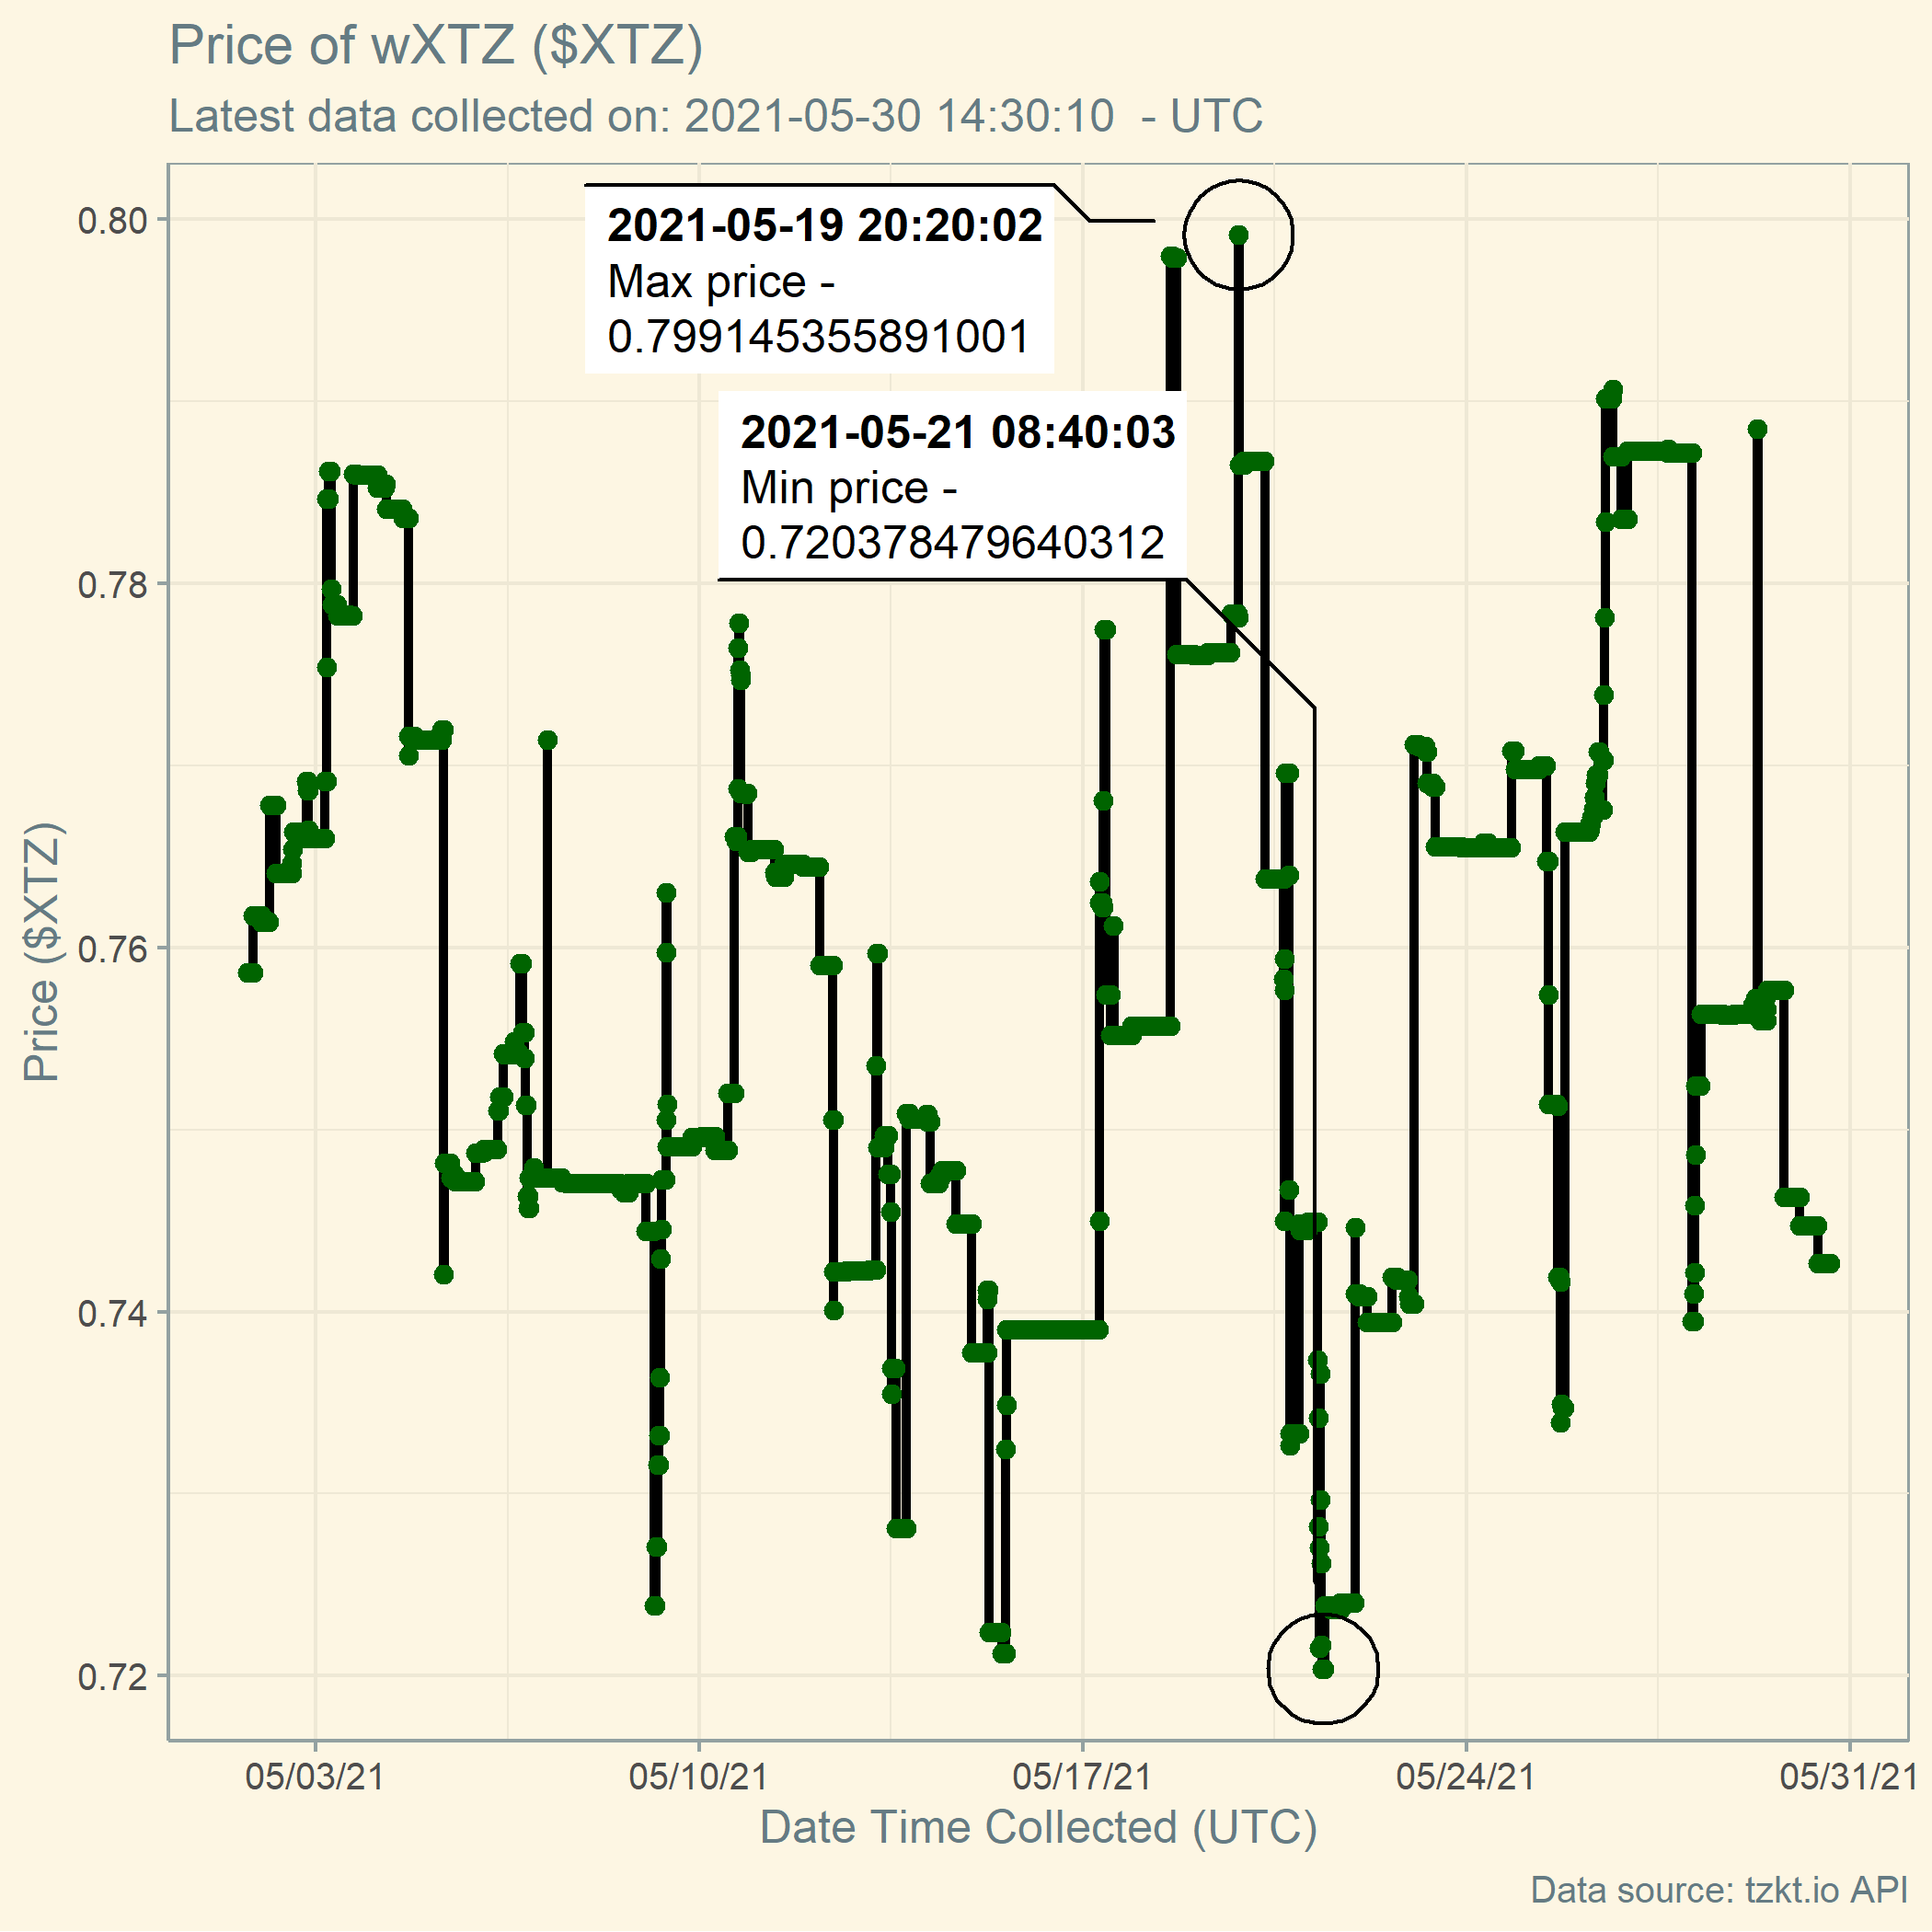 Price of wXTZ ($XTZ)
Latest data collected on: 2021-05-30 14:30:10  - UTC
2021-05-19 20:20:02
Max price -
0.799145355891001
2021-05-21 08:40:03
Min price -
0.720378479640312
Price ($XTZ)
0.80
0.78
0.76
0.74
0.72
05/03/21
05/10/21
05/17/21
05/24/21
05/31/21
Date Time Collected (UTC)
Data source: tzkt.io API